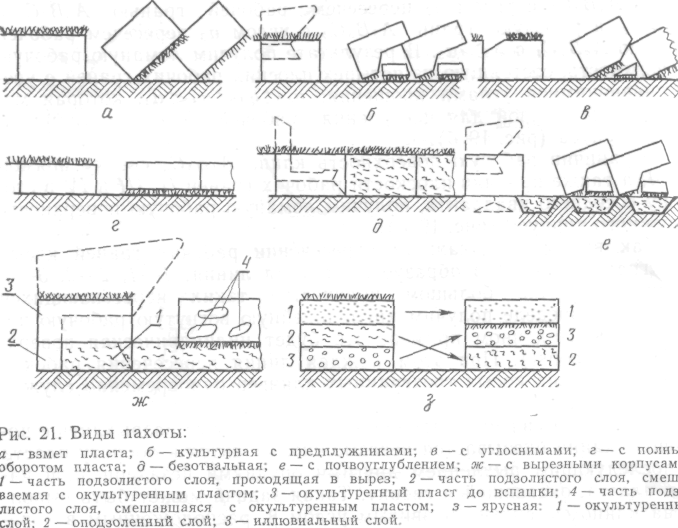 а
б
в
г
д
е
3
2
1
4
ж
1
2
3
1
3
2
з
Рис. 21. Виды пахоты:
а — взмет пласта; б — культурная с предплужниками; в — с углоснимами; г — с полны
оборотом пласта; д — безотвальная; е — с почвоуглублением; ж — с вырезными корпусам
1 — часть подзолистого слоя, проходящая в вырез; 2 — часть подзолистого слоя, смеш
ваемая с окультуренным пластом; 3 — окультуренный пласт до вспашки; 4 — часть подз
листого слоя, смешавшаяся с окультуренным пластом; з — ярусная: 1 — окультуренны
слой; 2 — оподзоленный слой; 3 — иллювиальный слой.